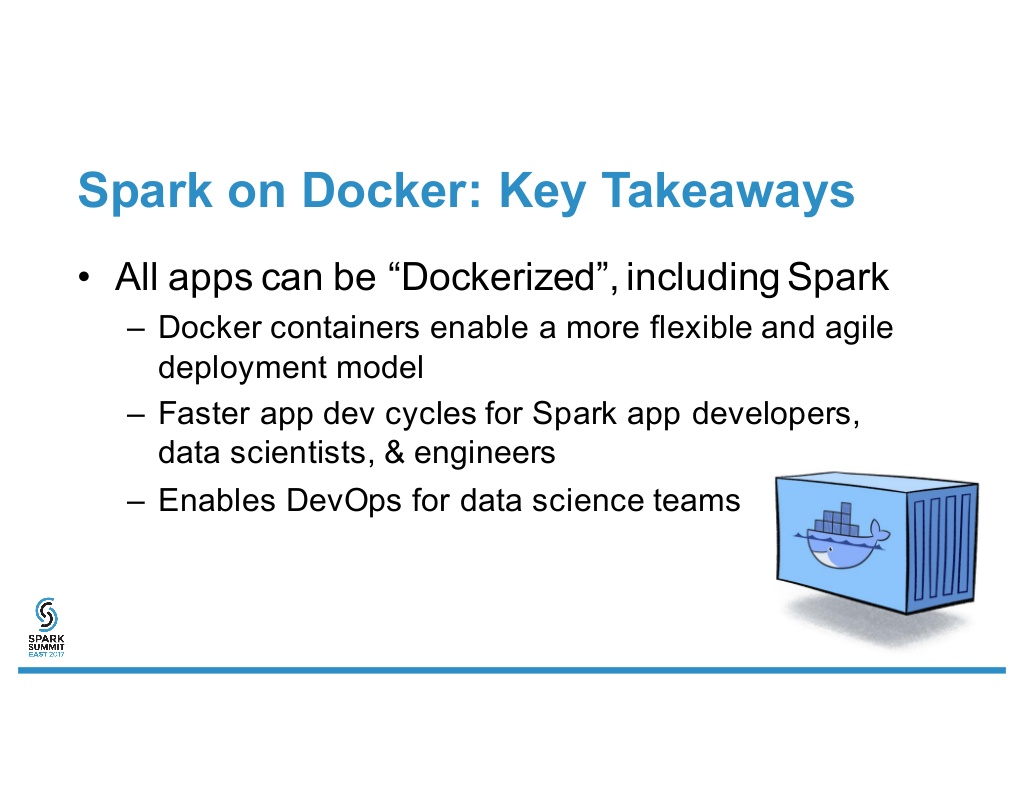 Spark on Docker: Key Takeaways
• All apps can be “Dockerized”, including Spark
– Docker containers enable a more flexible and agile
deployment model
– Faster app dev cycles for Spark app developers,
data scientists, & engineers
– Enables DevOps for data science teams
SPARK
SUMMIT
EAST 2017